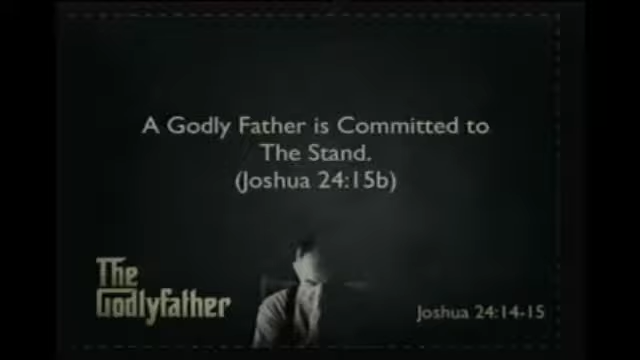 A Godly Father is Committed to
The Stand.
(Joshua 24:15b)
The
Godlyfather
Joshua 24:14-15